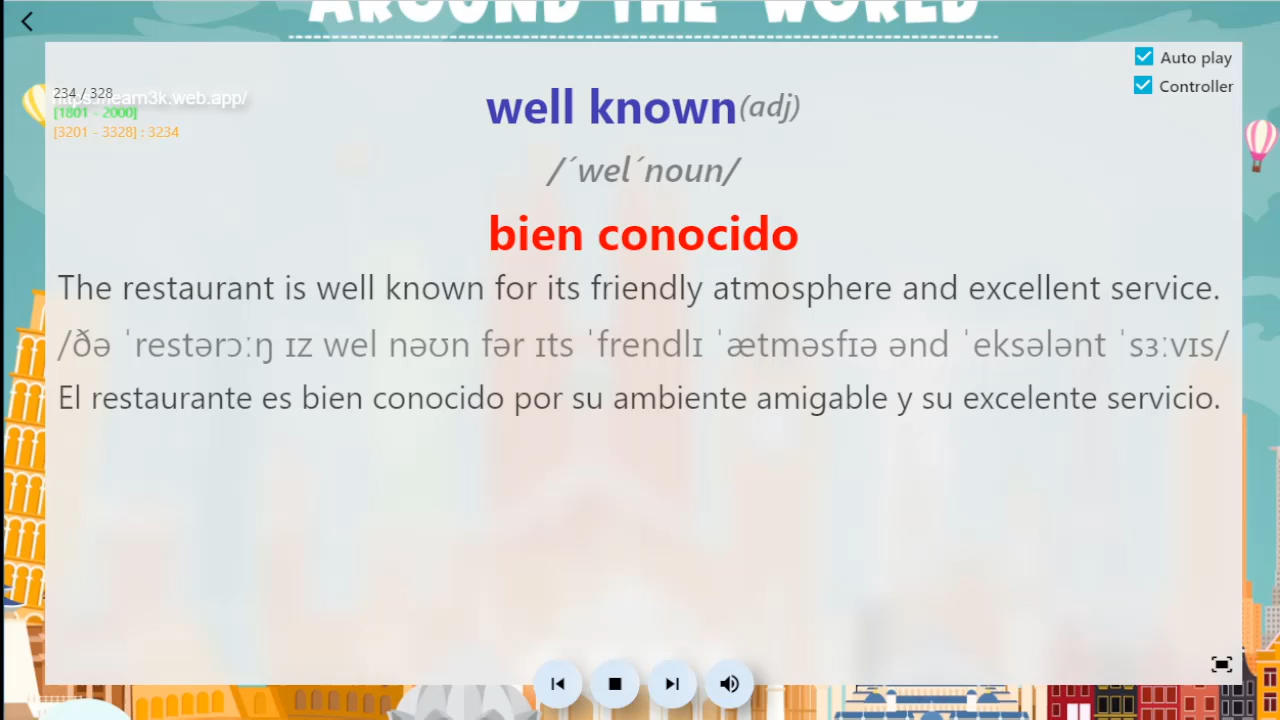 AROUND THE WORLD
Auto play
234 / 328
https://learn3k.web.app/
Controller
well known(adj)
[1801 - 2000]
[3201 - 3328] : 3234
/´wel´noun/
bien conocido
The restaurant is well known for its friendly atmosphere and excellent service.
/ðə ˈrestərɔːŋ ɪz wel nəʊn fər ɪts ˈfrendlɪ ˈætməsfɪə ənd ˈeksələnt ˈsɜːvɪs/
El restaurante es bien conocido por su ambiente amigable y su excelente servicio.